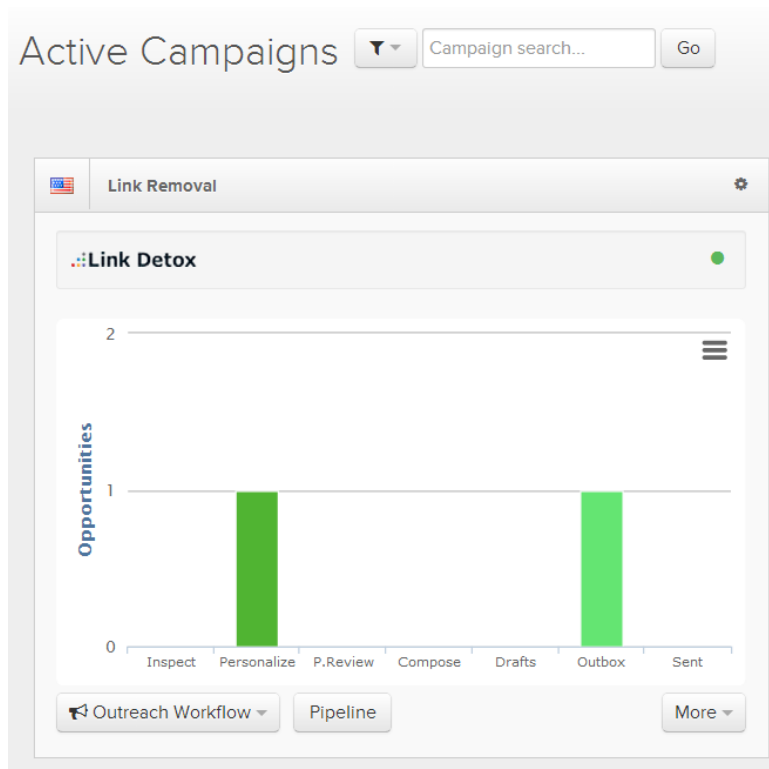 Active Campaigns Campaign search... Go
Link Removal
Link Detox
2
Opportunities
1
0
Inspect Personalize P.Review Compose Drafts Outbox Sent
Outreach Workflow Pipeline More